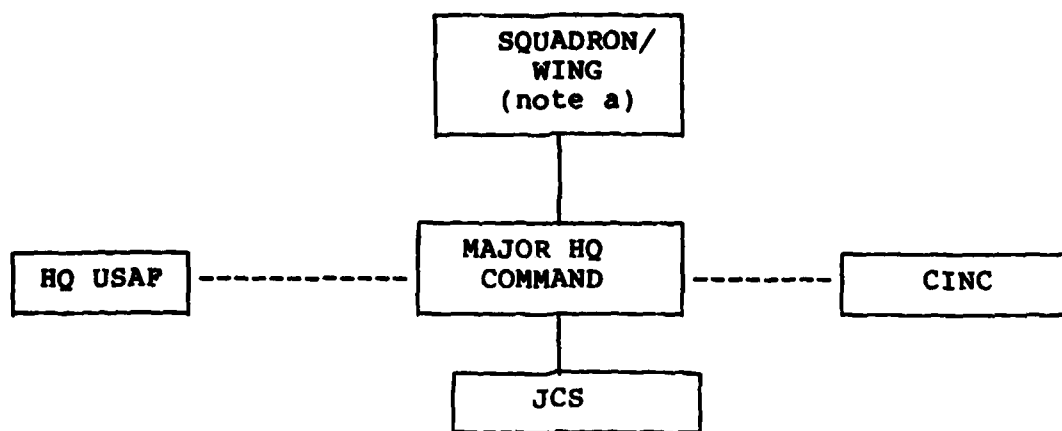 SQUADRON/
WING
(note a)
MAJOR HQ
COMMAND
HQ USAF
CINC
JCS